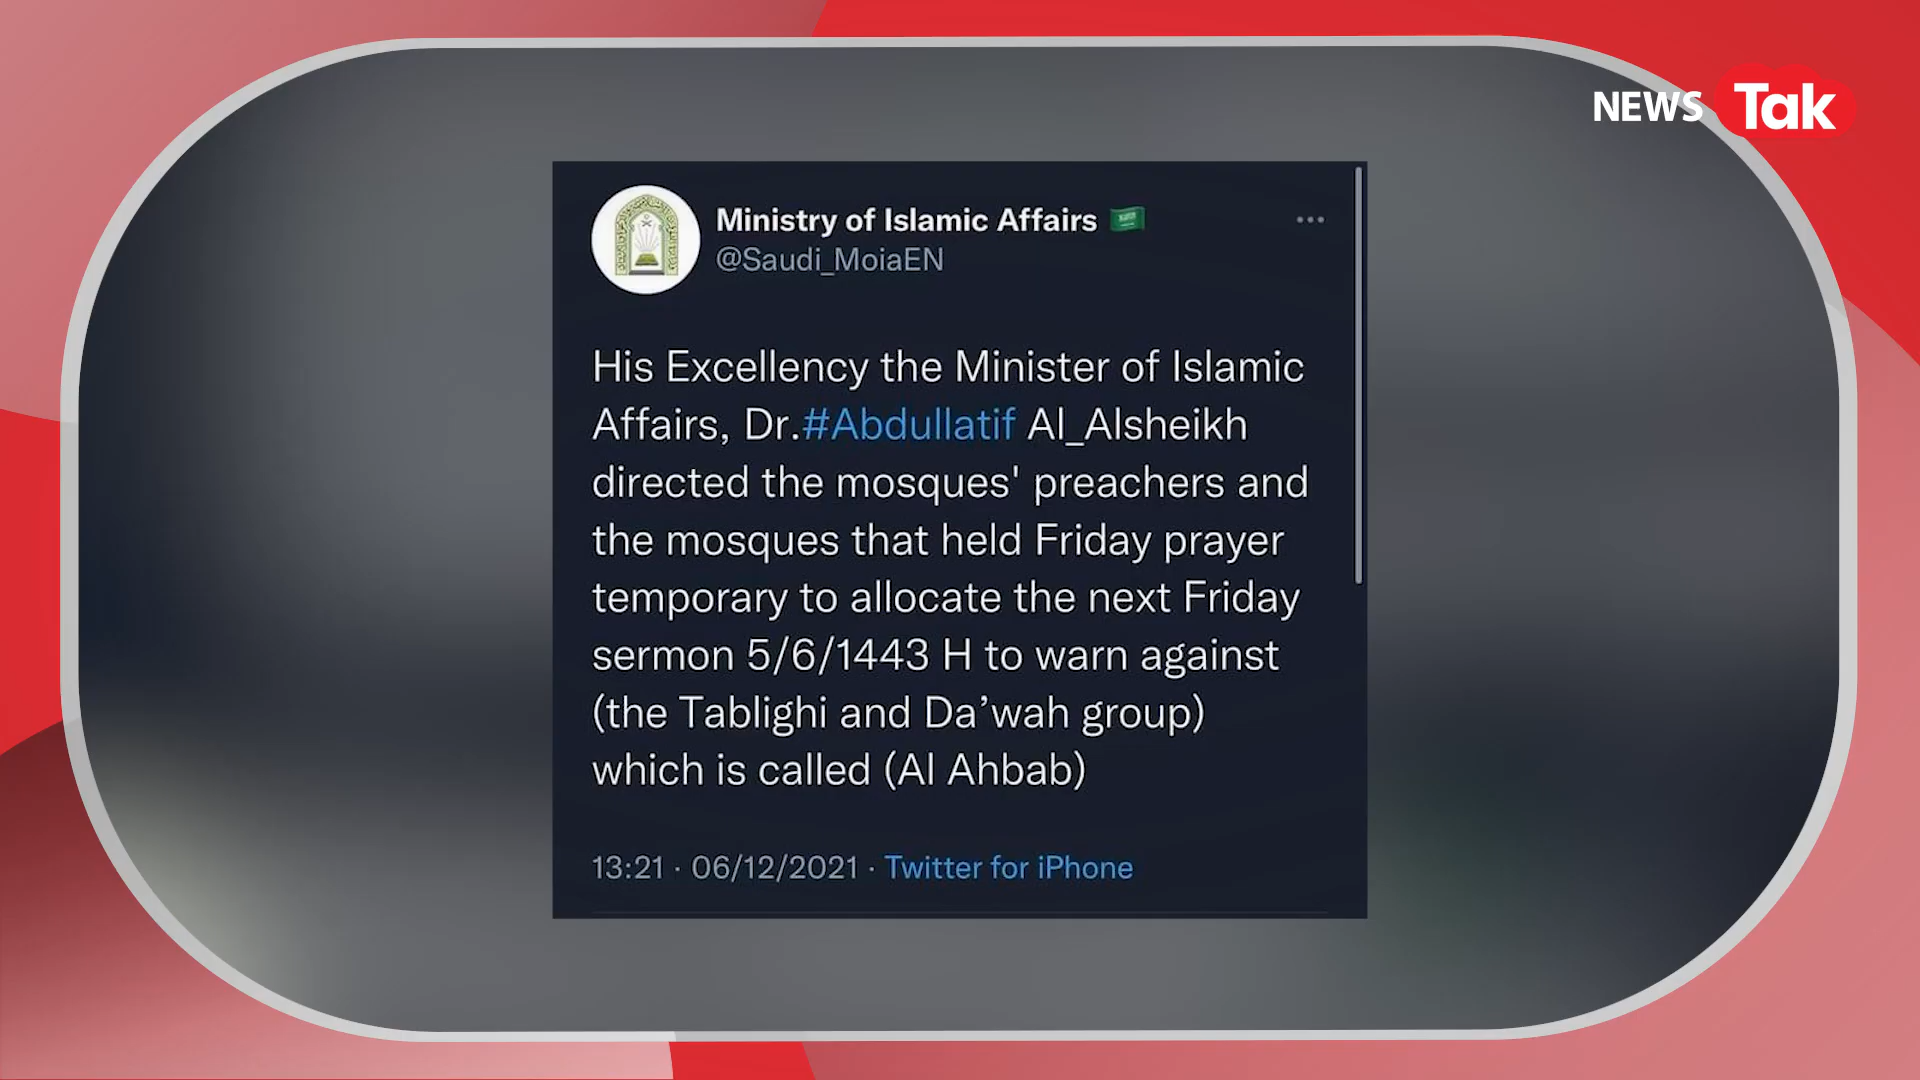 NEWS Tak
Ministry of Islamic Affairs
@Saudi_MoiaEN
His Excellency the Minister of Islamic
Affairs, Dr.#Abdullatif Al_Alsheikh
directed the mosques' preachers and
the mosques that held Friday prayer
temporary to allocate the next Friday
sermon 5/6/1443 H to warn against
(the Tablighi and Da’wah group)
which is called (Al Ahbab)
13:21 · 06/12/2021 · Twitter for iPhone